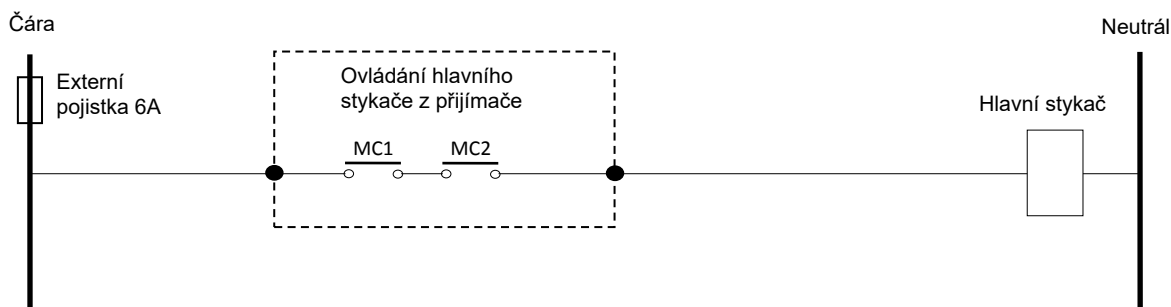 Čára
Neutrál
Externí
pojistka 6A
Ovládání hlavního
stykače z přijímače
Hlavní stykač
MC1
MC2